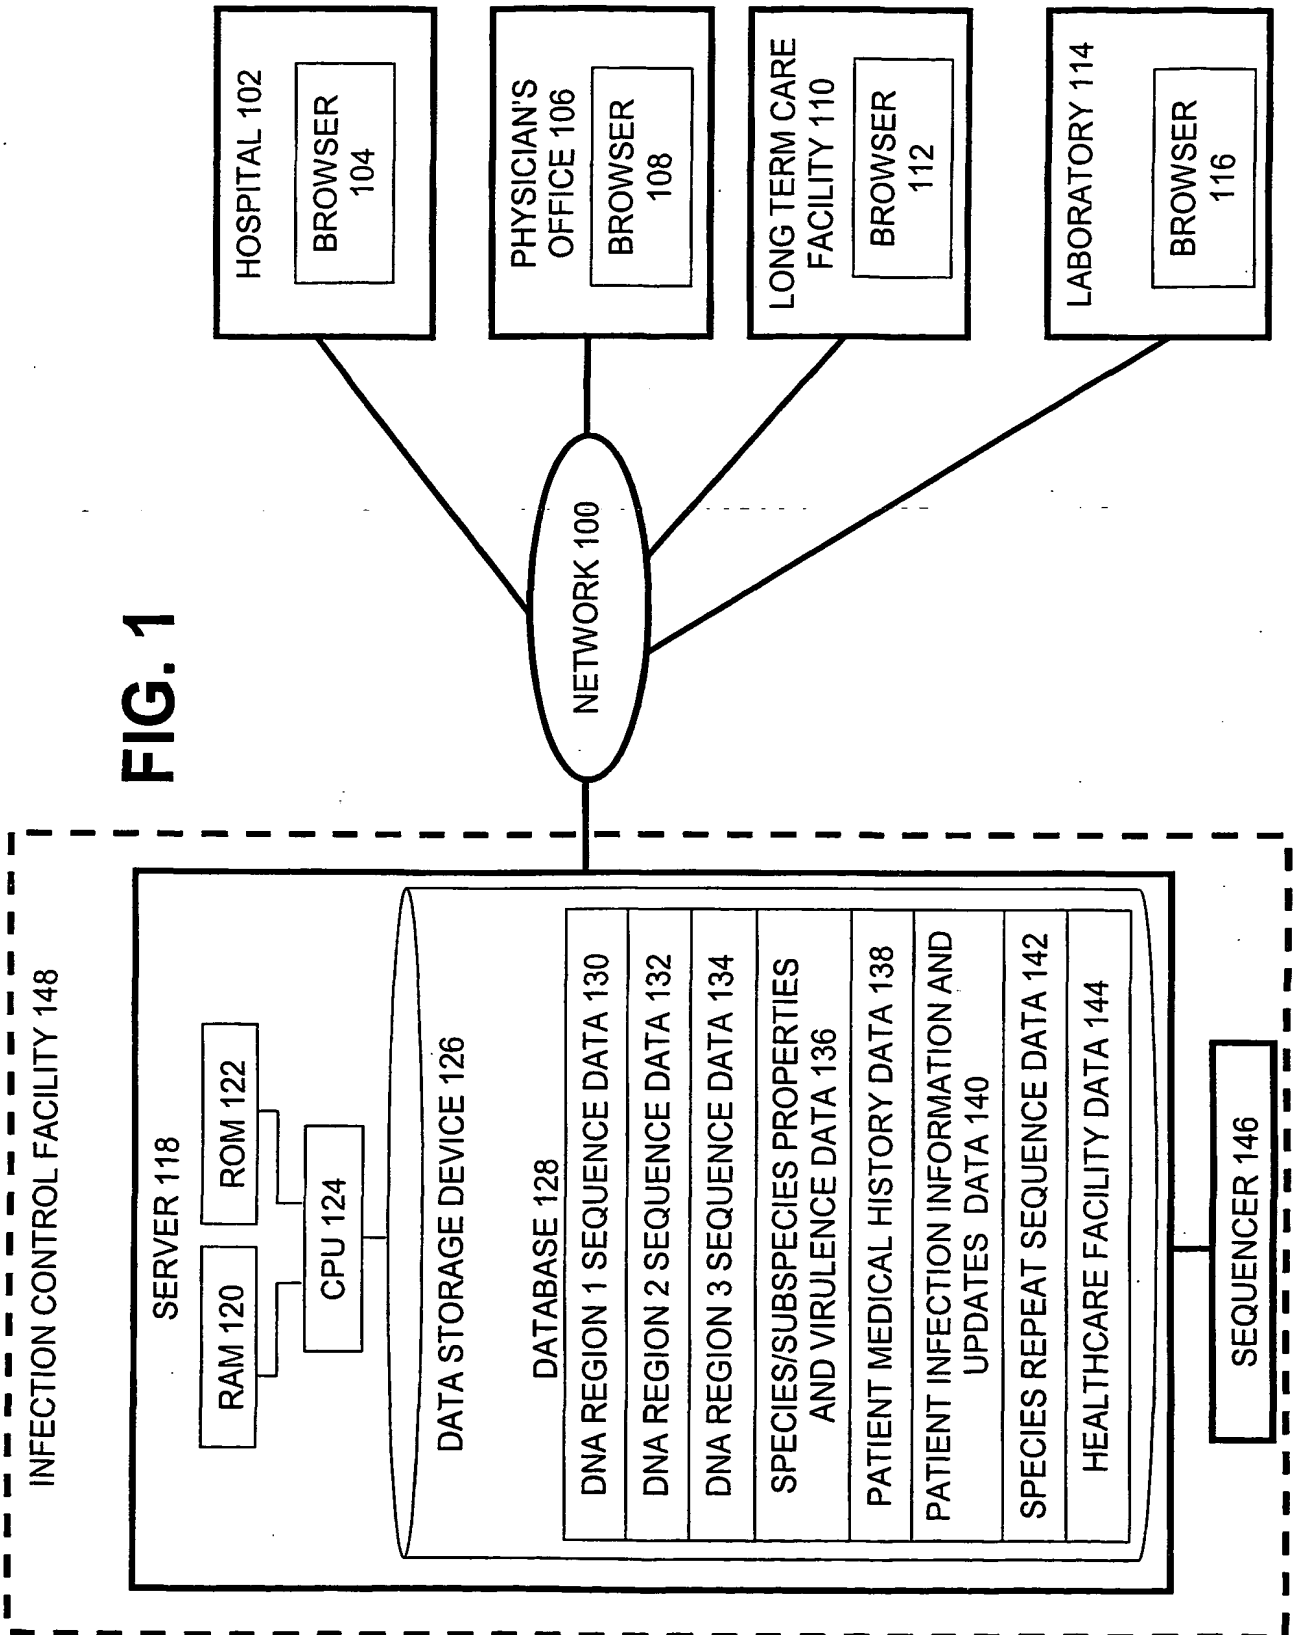 FIG. 1
INFECTION CONTROL FACILITY 148
SERVER 118
RAM 120
ROM 122
CPU 124
DATA STORAGE DEVICE 126
DATABASE 128
DNA REGION 1 SEQUENCE DATA 130
DNA REGION 2 SEQUENCE DATA 132
DNA REGION 3 SEQUENCE DATA 134
SPECIES/SUBSPECIES PROPERTIES
AND VIRULENCE DATA 136
PATIENT MEDICAL HISTORY DATA 138
PATIENT INFECTION INFORMATION AND
UPDATES DATA 140
SPECIES REPEAT SEQUENCE DATA 142
HEALTHCARE FACILITY DATA 144
SEQUENCER 146
NETWORK 100
HOSPITAL 102
BROWSER
104
PHYSICIAN'S
OFFICE 106
BROWSER
108
LONG TERM CARE
FACILITY 110
BROWSER
112
LABORATORY 114
BROWSER
116